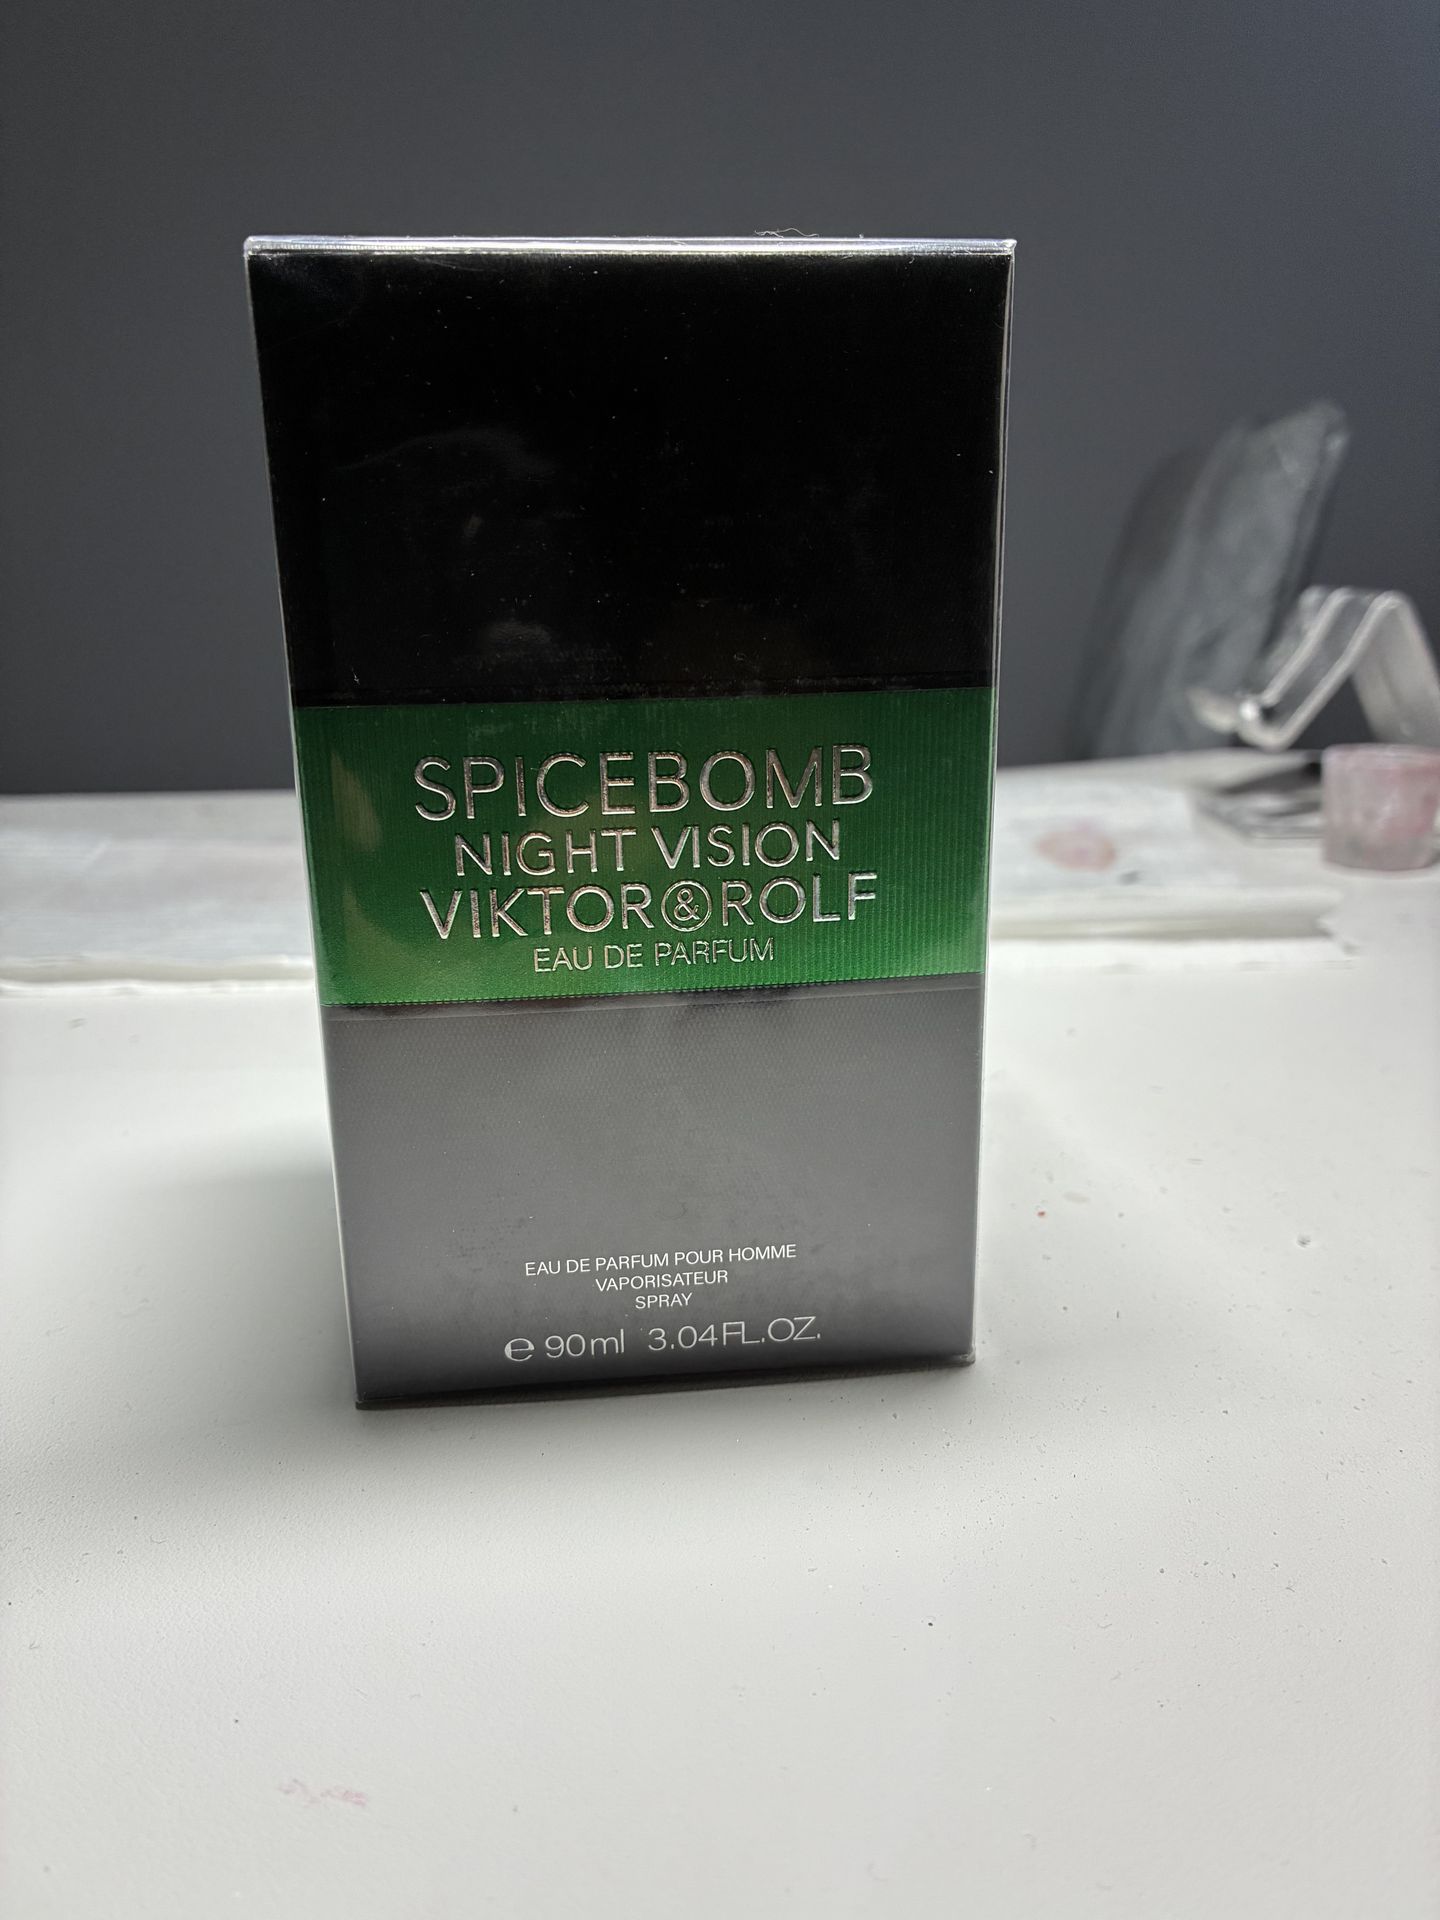 SPICEBOMB
NIGHT VISION
VIKTOR&ROLF
EAU DE PARFUM
EAU DE PARFUM POUR HOMME
VAPORISATEUR
SPRAY
℮ 90ml 3.04FL.OZ.